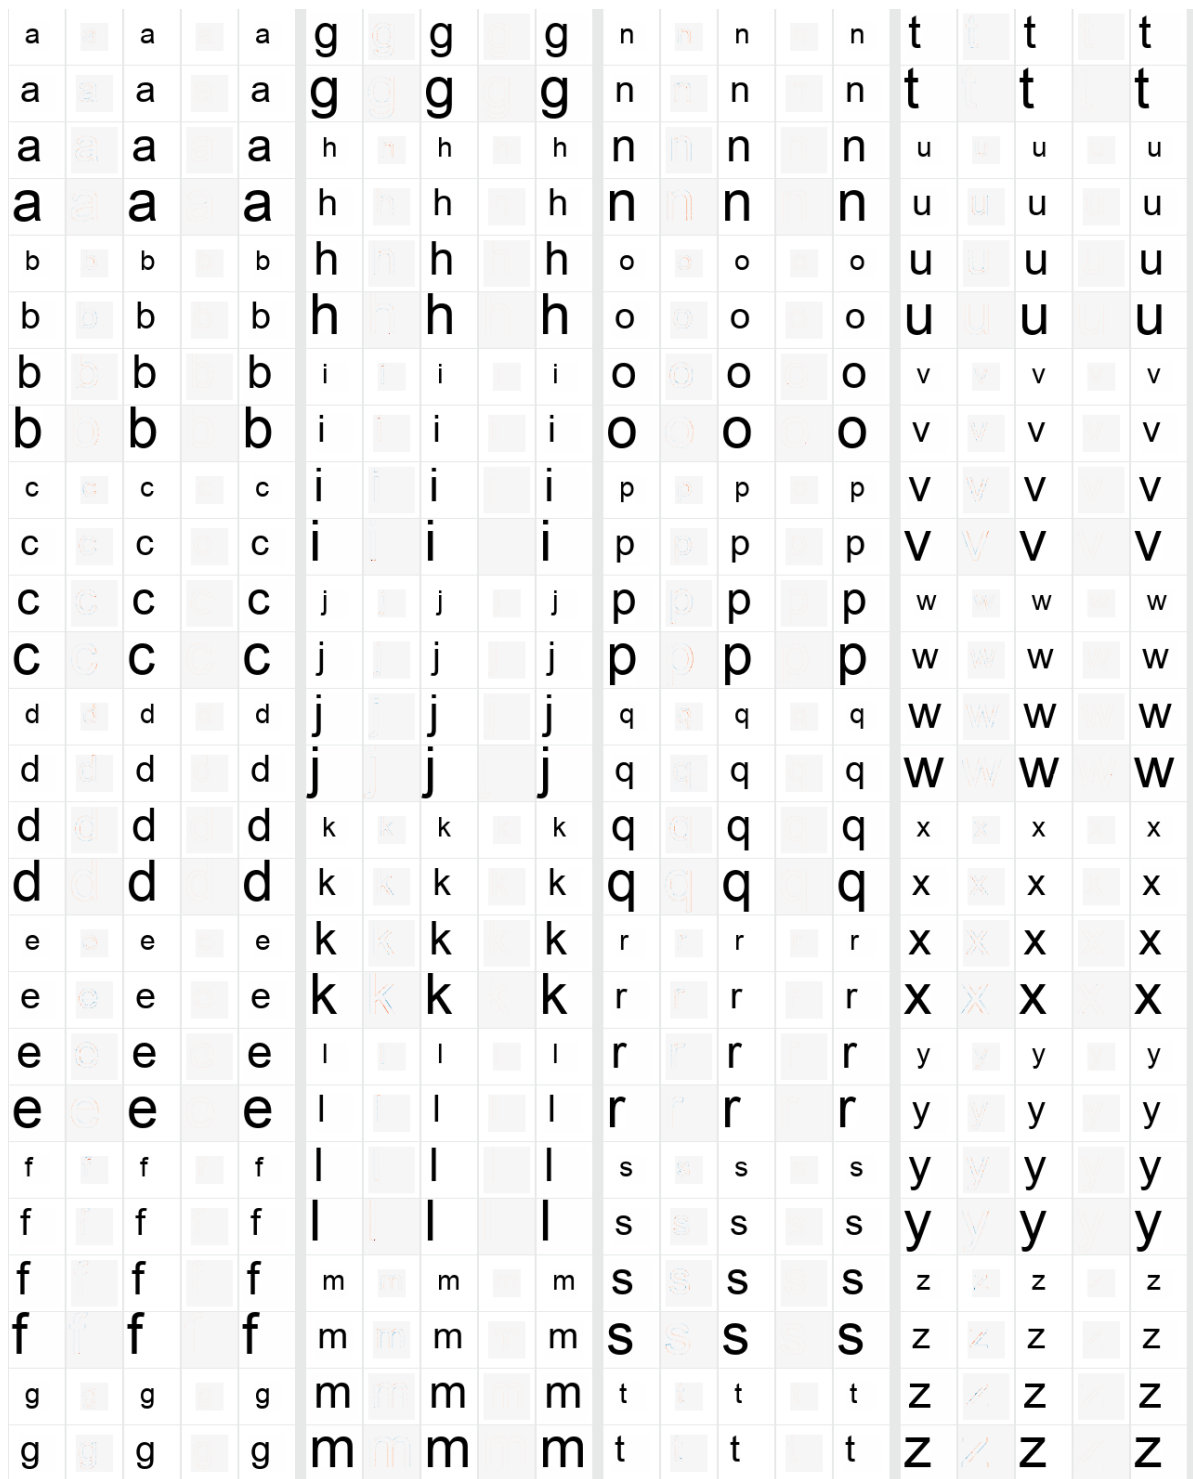 a a a g g g n n n t t t
a a a g g g n n n t t t
a a a h h h n n n u u u
a a a h h h n n n u u u
b b b h h h o o o u u u
b b b h h h o o o u u u
b b b i i i o o o v v v
b b b i i i o o o v v v
c c c i i i p p p v v v
c c c i i i p p p v v v
c c c j j j p p p w w w
c c c j j j p p p w w w
d d d j j j q q q w w w
d d d j j j q q q w w w
d d d k k k q q q x x x
d d d k k k q q q x x x
e e e k k k r r r x x x
e e e k k k r r r x x x
e e e l l l r r r y y y
e e e l l l r r r y y y
f f f l l l s s s y y y
f f f l l l s s s y y y
f f f m m m s s s z z z
f f f m m m s s s z z z
g g g m m m t t t z z z
g g g m m m t t t z z z